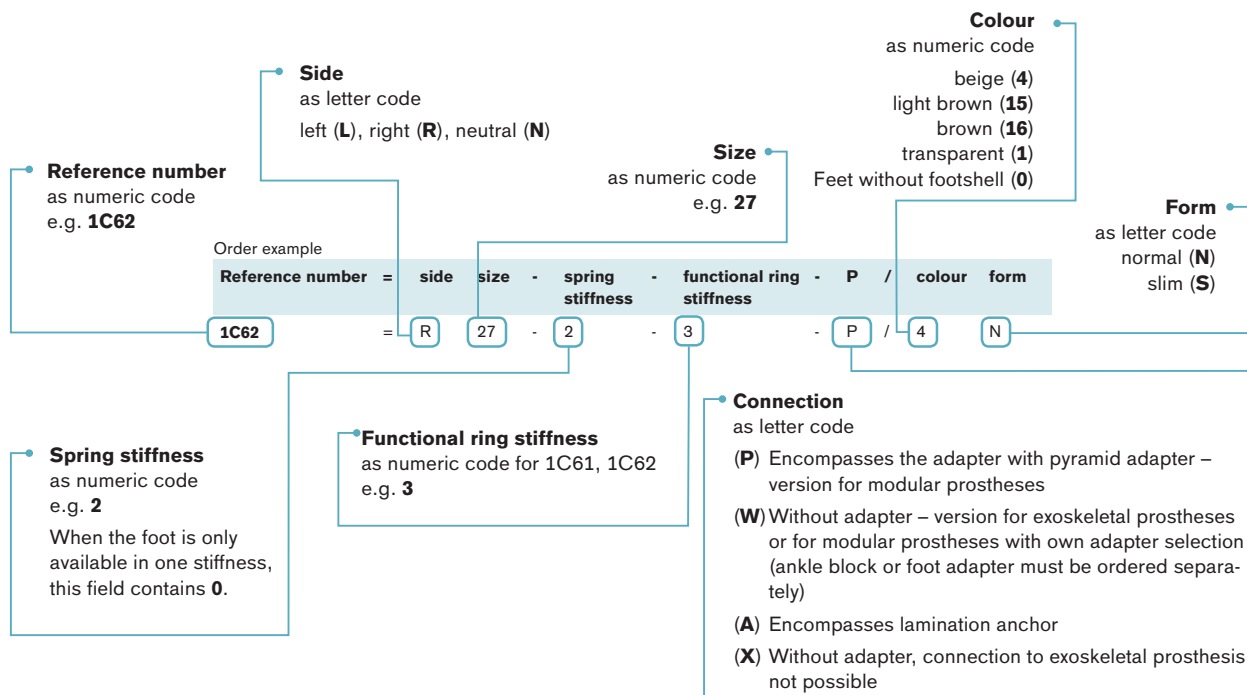 Colour
as numeric code
beige (4)
light brown (15)
brown (16)
transparent (1)
Feet without footshell (0)
Side
as letter code
left (L), right (R), neutral (N)
Size
as numeric code
e.g. 27
Reference number
as numeric code
e.g. 1C62
Form
as letter code
normal (N)
slim (S)
Order example
Reference number = side size - spring stiffness - functional ring stiffness - P / colour form
1C62 = R 27 - 2 - 3 - P / 4 N
Spring stiffness
as numeric code
e.g. 2
When the foot is only
available in one stiffness,
this field contains 0.
Functional ring stiffness
as numeric code for 1C61, 1C62
e.g. 3
Connection
as letter code
(P) Encompasses the adapter with pyramid adapter –
version for modular prostheses
(W) Without adapter – version for exoskeletal prostheses
or for modular prostheses with own adapter selection
(ankle block or foot adapter must be ordered separa-
tely)
(A) Encompasses lamination anchor
(X) Without adapter, connection to exoskeletal prosthesis
not possible